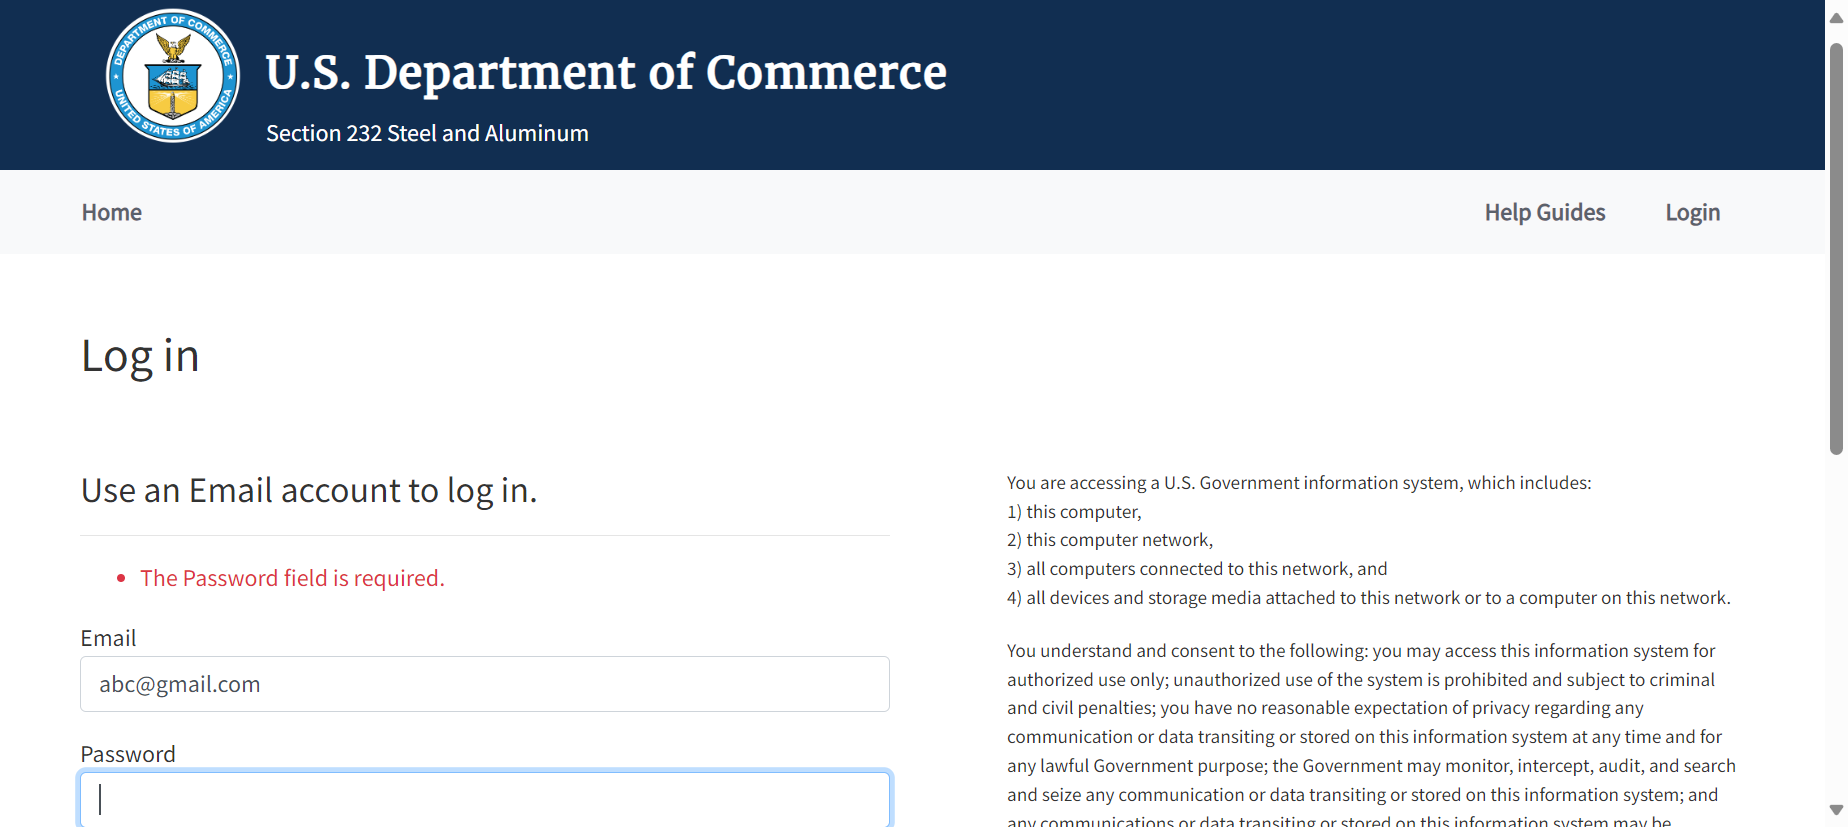 DEPARTMENT OF COMMERCE
UNITED STATES OF AMERICA
U.S. Department of Commerce
Section 232 Steel and Aluminum
Home
Help Guides
Login
Log in
Use an Email account to log in.
The Password field is required.
Email
abc@gmail.com
Password
You are accessing a U.S. Government information system, which includes:
1) this computer,
2) this computer network,
3) all computers connected to this network, and
4) all devices and storage media attached to this network or to a computer on this network.
You understand and consent to the following: you may access this information system for
authorized use only; unauthorized use of the system is prohibited and subject to criminal
and civil penalties; you have no reasonable expectation of privacy regarding any
communication or data transiting or stored on this information system at any time and for
any lawful Government purpose; the Government may monitor, intercept, audit, and search
and seize any communication or data transiting or stored on this information system; and
any communications or data transiting or stored on this information system may be